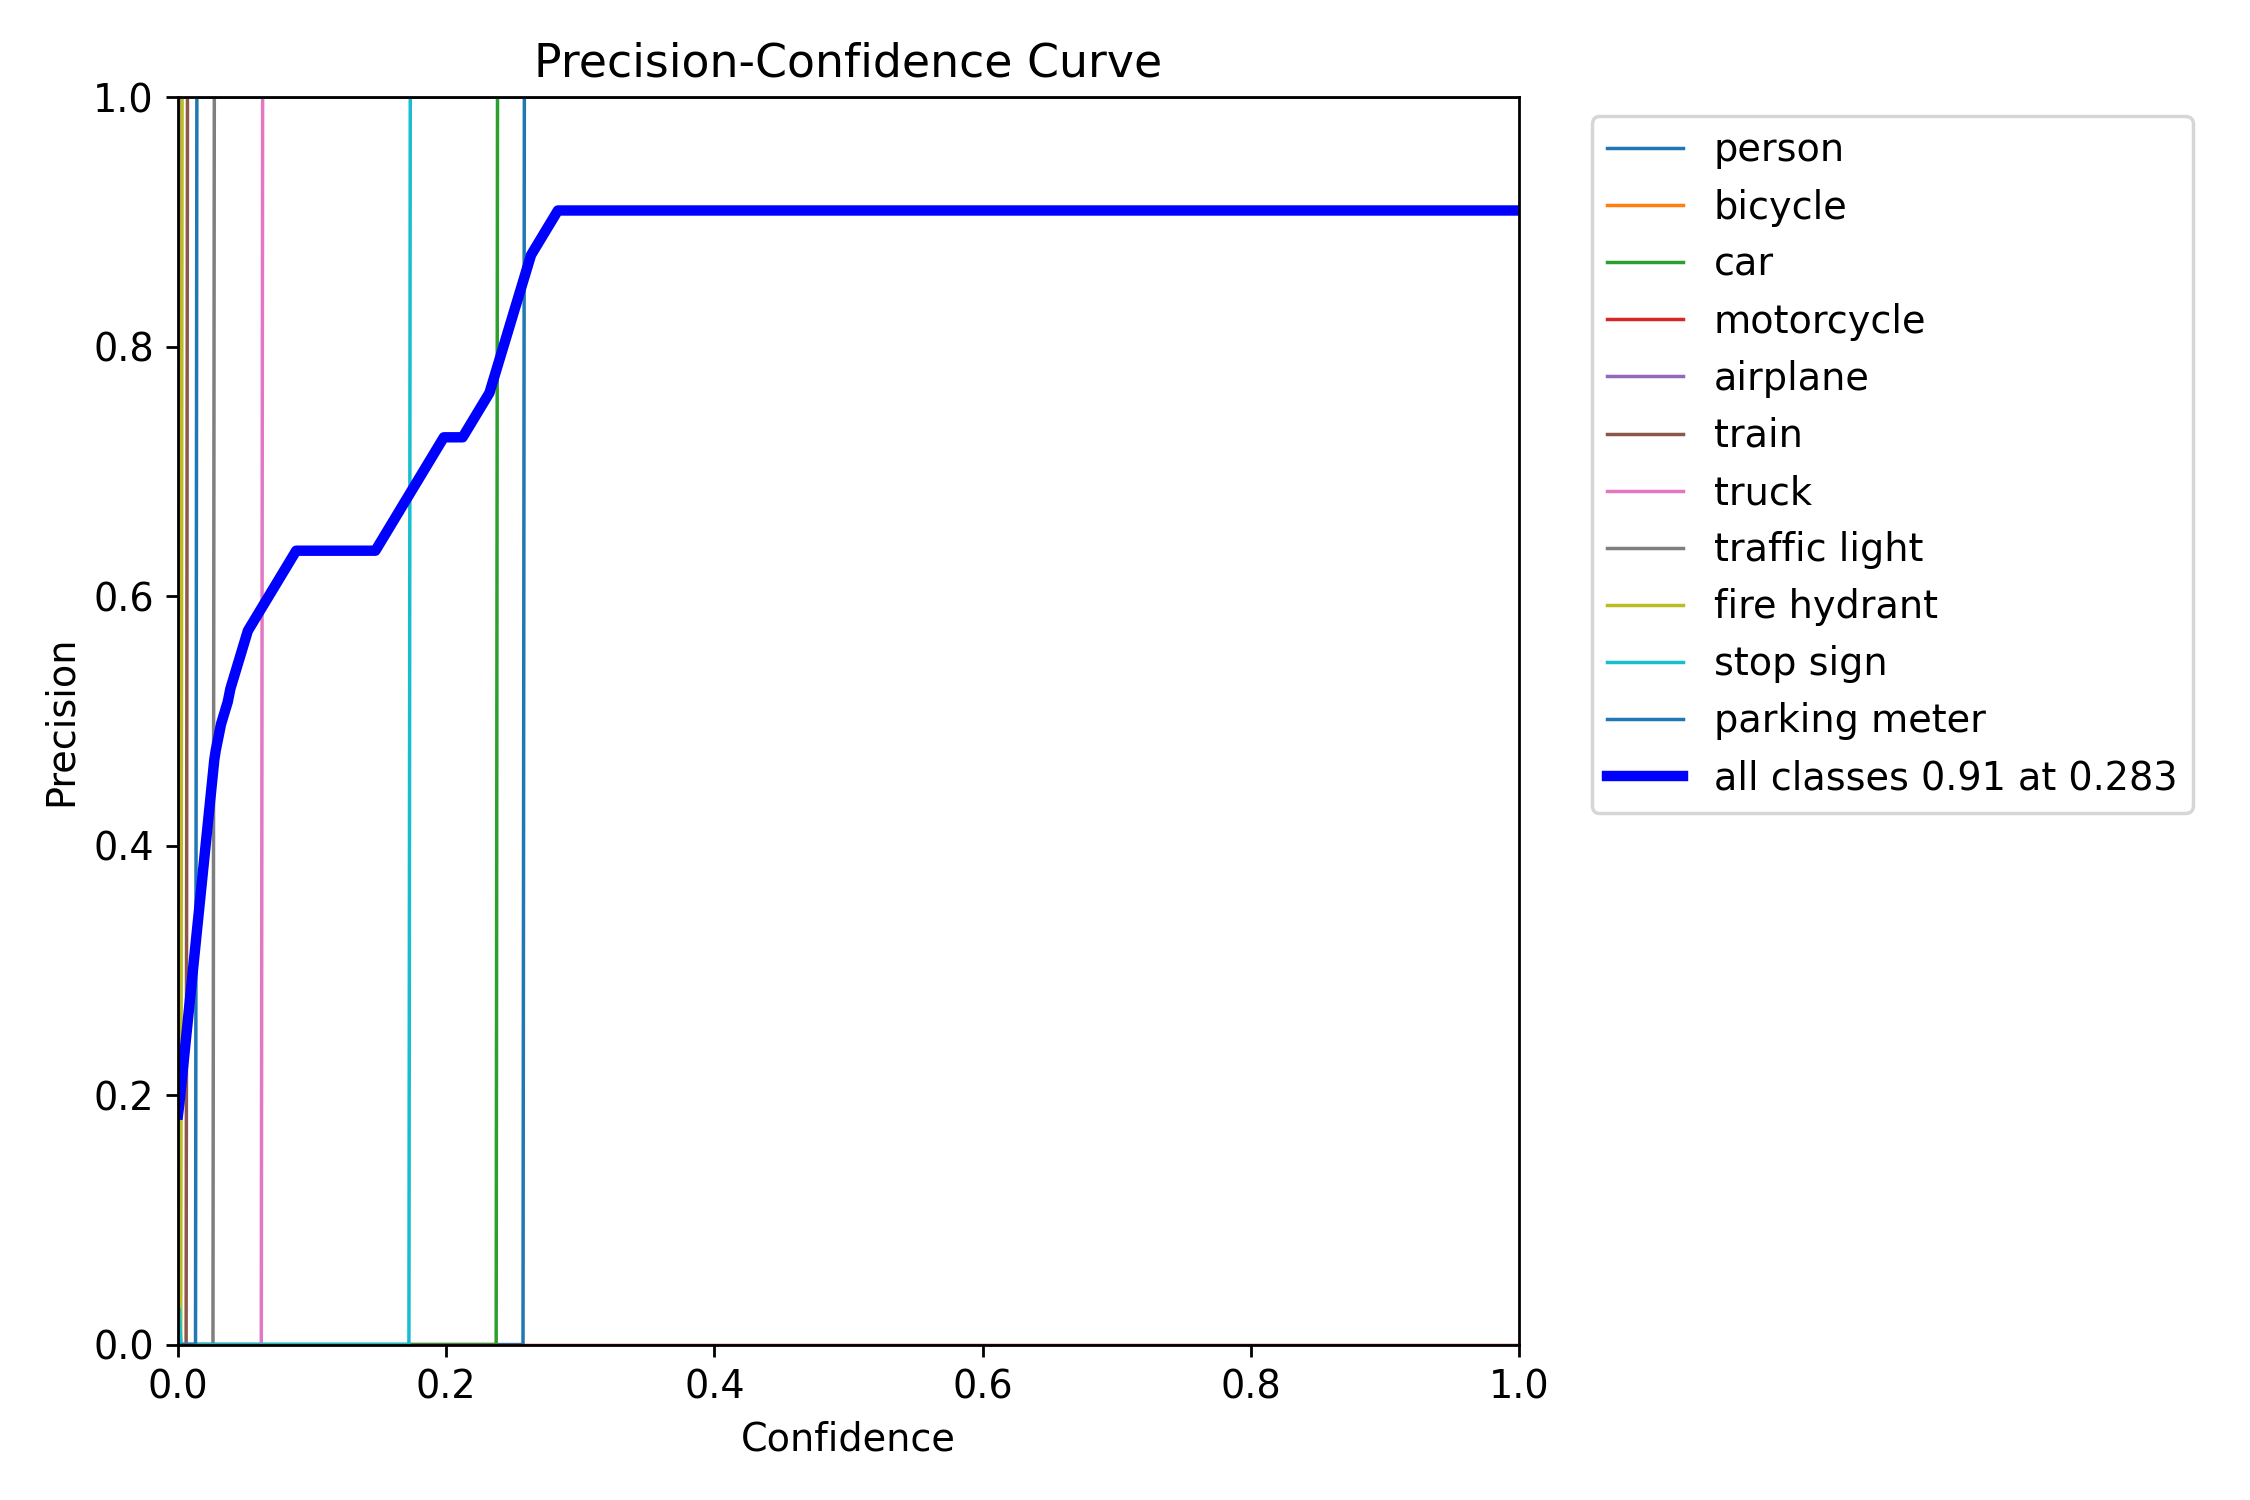 Precision-Confidence Curve
1.0
0.8
0.6
0.4
0.2
0.0
Precision
0.0 0.2 0.4 0.6 0.8 1.0
Confidence
person
bicycle
car
motorcycle
airplane
train
truck
traffic light
fire hydrant
stop sign
parking meter
all classes 0.91 at 0.283